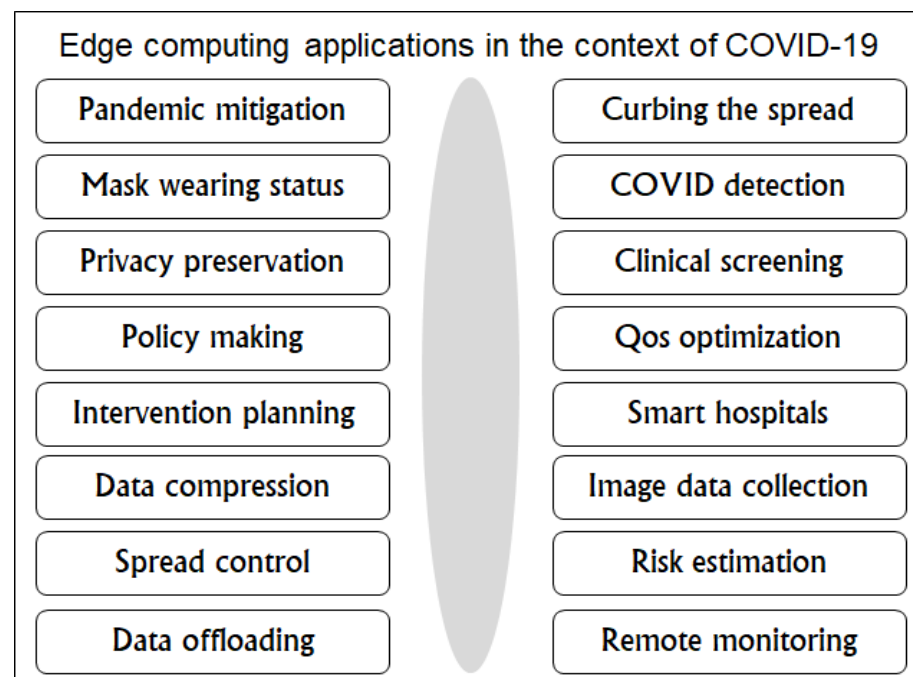 Edge computing applications in the context of COVID-19
Pandemic mitigation
Mask wearing status
Privacy preservation
Policy making
Intervention planning
Data compression
Spread control
Data offloading
Curbing the spread
COVID detection
Clinical screening
Qos optimization
Smart hospitals
Image data collection
Risk estimation
Remote monitoring